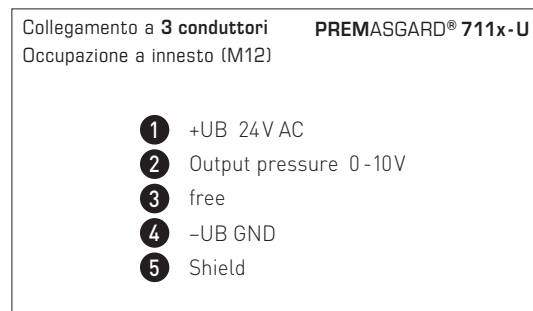 Collegamento a 3 conduttori PREMASGARD® 711x-U
Occupazione a innesto (M12)
1 +UB 24V AC
2 Output pressure 0-10V
3 free
4 –UB GND
5 Shield